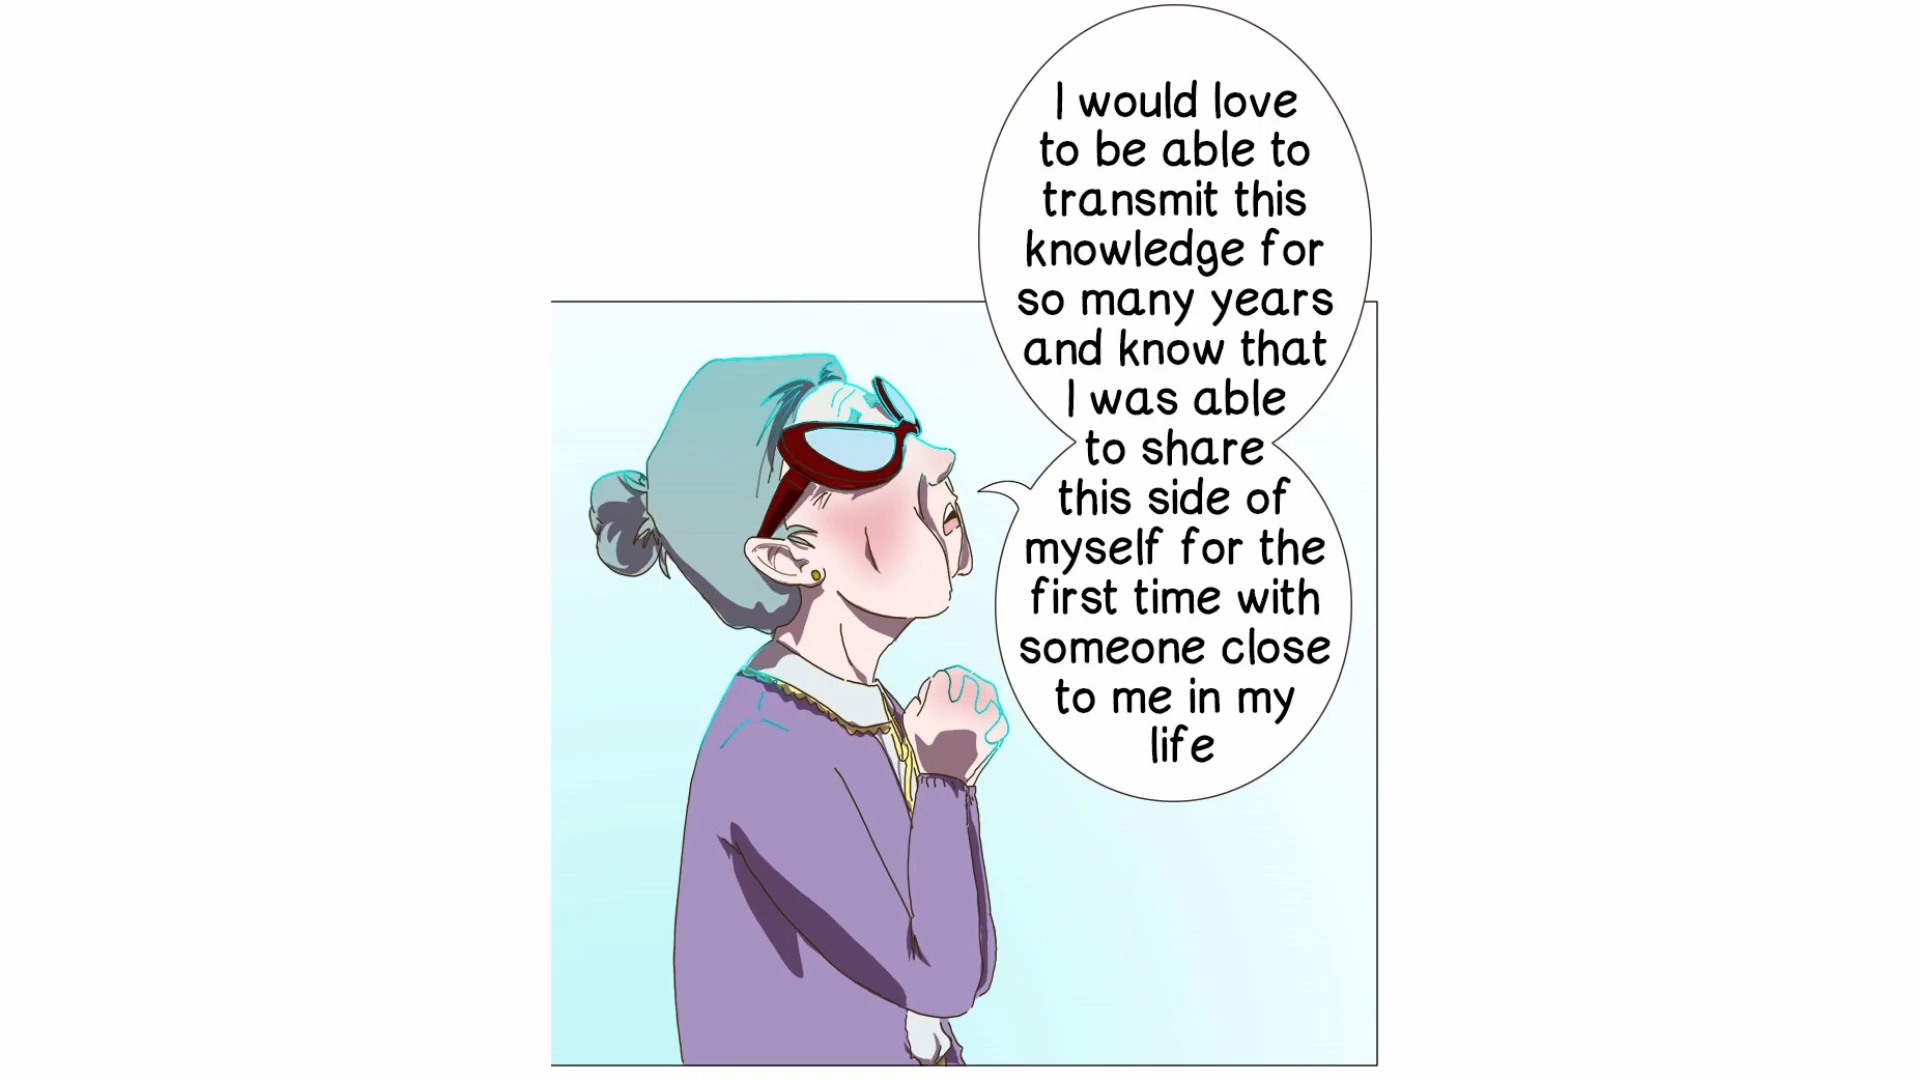 I would love
to be able to
transmit this
knowledge for
so many years
and know that
I was able
to share
this side of
myself for the
first time with
someone close
to me in my
life